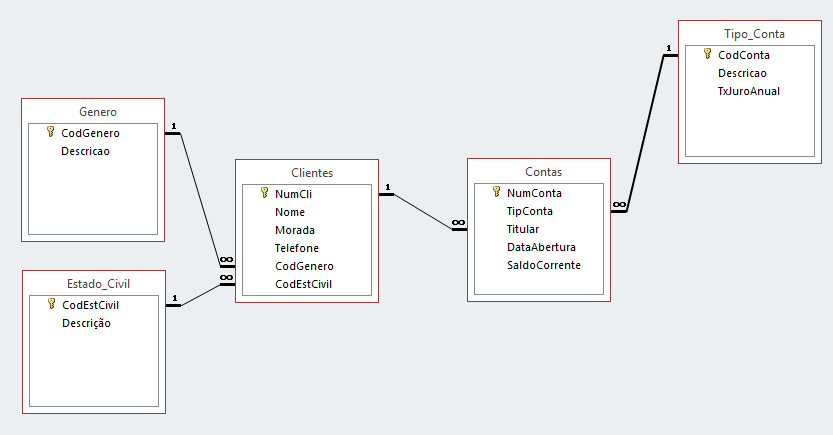 Genero
CodGenero
Descricao
Estado_Civil
CodEstCivil
Descrição
Clientes
NumCli
Nome
Morada
Telefone
CodGenero
CodEstCivil
Contas
NumConta
TipConta
Titular
DataAbertura
SaldoCorrente
Tipo_Conta
CodConta
Descricao
TxJuroAnual
1
∞
1
∞
1
∞
1
∞